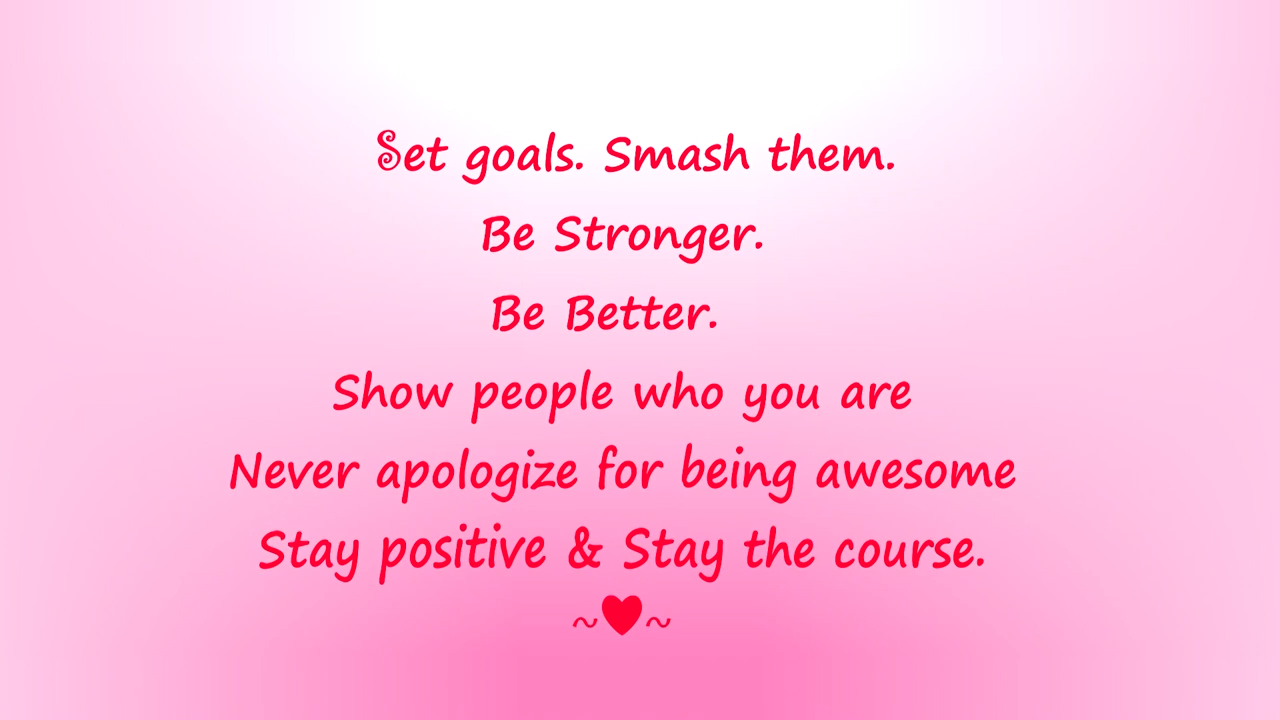 Set goals. Smash them.
Be Stronger.
Be Better.
Show people who you are
Never apologize for being awesome
Stay positive & Stay the course.
~♥~